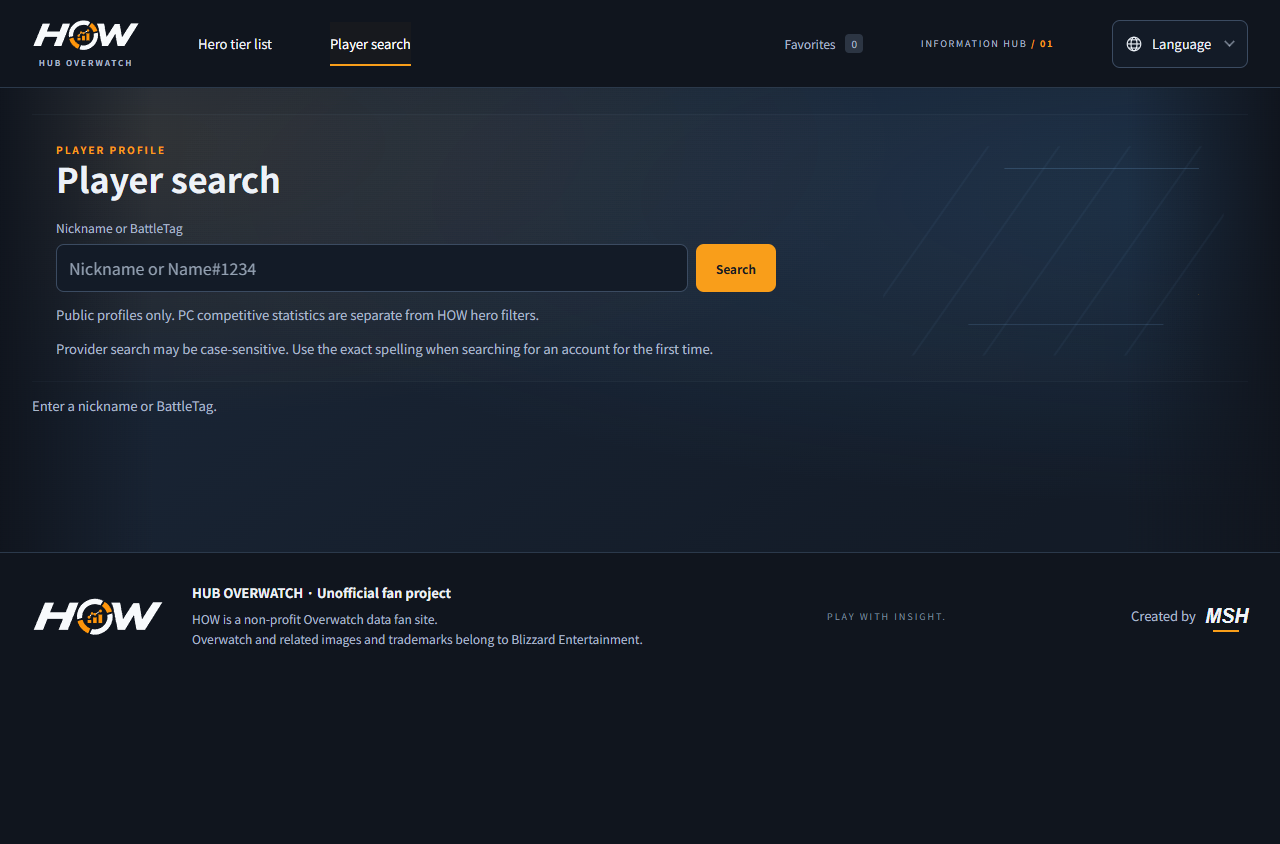 HOW
HUB OVERWATCH
Hero tier list
Player search
Favorites 0
INFORMATION HUB / 01
Language
PLAYER PROFILE
Player search
Nickname or BattleTag
Nickname or Name#1234
Search
Public profiles only. PC competitive statistics are separate from HOW hero filters.
Provider search may be case-sensitive. Use the exact spelling when searching for an account for the first time.
Enter a nickname or BattleTag.
HOW
HUB OVERWATCH · Unofficial fan project
HOW is a non-profit Overwatch data fan site.
Overwatch and related images and trademarks belong to Blizzard Entertainment.
PLAY WITH INSIGHT.
Created by MSH